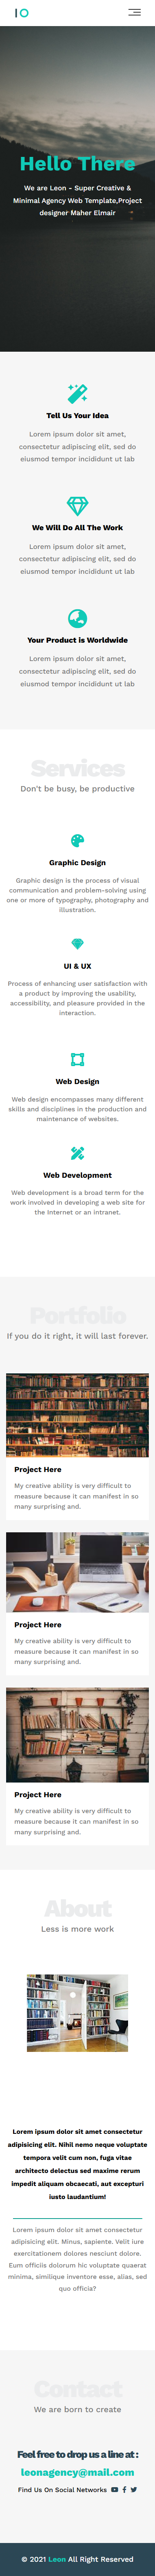 IO
Hello There
We are Leon - Super Creative &
Minimal Agency Web Template,Project
designer Maher Elmair
Tell Us Your Idea
Lorem ipsum dolor sit amet,
consectetur adipiscing elit, sed do
eiusmod tempor incididunt ut lab
We Will Do All The Work
Lorem ipsum dolor sit amet,
consectetur adipiscing elit, sed do
eiusmod tempor incididunt ut lab
Your Product is Worldwide
Lorem ipsum dolor sit amet,
consectetur adipiscing elit, sed do
eiusmod tempor incididunt ut lab
Services
Don't be busy, be productive
Graphic Design
Graphic design is the process of visual
communication and problem-solving using
one or more of typography, photography and
illustration.
UI & UX
Process of enhancing user satisfaction with
a product by improving the usability,
accessibility, and pleasure provided in the
interaction.
Web Design
Web design encompasses many different
skills and disciplines in the production and
maintenance of websites.
Web Development
Web development is a broad term for the
work involved in developing a web site for
the Internet or an intranet.
Portfolio
If you do it right, it will last forever.
Project Here
My creative ability is very difficult to
measure because it can manifest in so
many surprising and.
Project Here
My creative ability is very difficult to
measure because it can manifest in so
many surprising and.
Project Here
My creative ability is very difficult to
measure because it can manifest in so
many surprising and.
About
Less is more work
Lorem ipsum dolor sit amet consectetur
adipisicing elit. Nihil nemo neque voluptate
tempora velit cum non, fuga vitae
architecto delectus sed maxime rerum
impedit aliquam obcaecati, aut excepturi
iusto laudantium!
Lorem ipsum dolor sit amet consectetur
adipisicing elit. Minus, sapiente. Velit iure
exercitationem dolores nesciunt dolore.
Eum officiis dolorum hic voluptate quaerat
minima, similique inventore esse, alias, sed
quo officia?
Contact
We are born to create
Feel free to drop us a line at :
leonagency@mail.com
Find Us On Social Networks
© 2021 Leon All Right Reserved